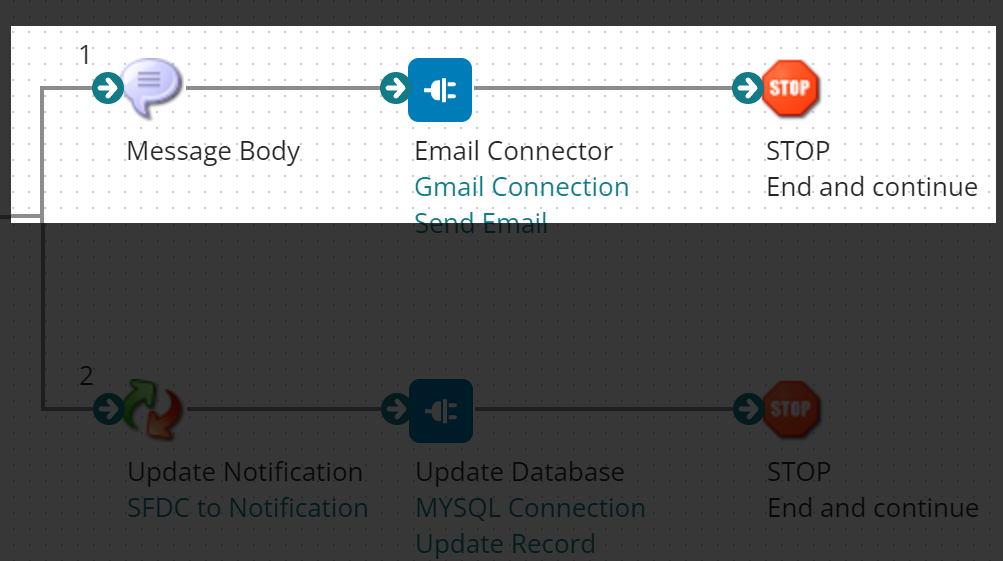 1
Message Body
Email Connector
Gmail Connection
Send Email
STOP
STOP
End and continue
2
Update Notification
SFDC to Notification
Update Database
MYSQL Connection
Update Record
STOP
STOP
End and continue